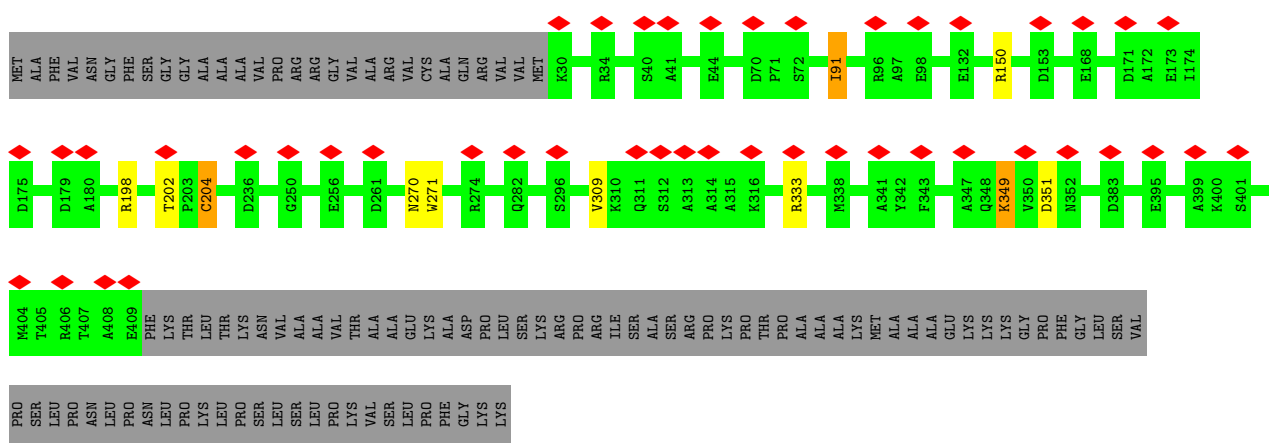 MET ALA PHE VAL ASN GLY PHE SER GLY GLY ALA ALA ALA VAL PRO ARG ARG GLY VAL ALA ARG VAL CYS ALA GLN ARG VAL VAL MET K30 R34 S40 A41 E44 D70 P71 S72 I91 R96 A97 E98 E132 R150 D153 E168 D171 A172 E173 I174
D175 D179 A180 R198 T202 P203 C204 D236 G250 E256 D261 N270 W271 R274 Q282 S296 V309 K310 Q311 S312 A313 A314 A315 K316 R333 M338 A341 Y342 F343 A347 Q348 K349 V350 D351 N352 D383 E395 A399 K400 S401
M404 T405 R406 T407 A408 E409 PHE LYS THR LEU THR LYS ASN VAL ALA ALA VAL THR ALA ALA GLU LYS ALA ASP PRO LEU SER LYS ARG PRO ARG ILE SER ALA SER ARG PRO LYS PRO THR PRO ALA ALA ALA LYS MET ALA ALA ALA GLU LYS LYS LYS GLY PRO PHE GLY LEU SER VAL
PRO SER LEU PRO ASN LEU PRO ASN LEU PRO LYS LEU PRO SER LEU SER LEU PRO LYS VAL SER LEU PRO PHE GLY LYS LYS